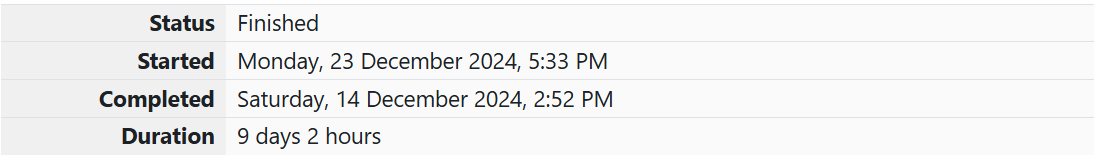 Status Finished
Started Monday, 23 December 2024, 5:33 PM
Completed Saturday, 14 December 2024, 2:52 PM
Duration 9 days 2 hours